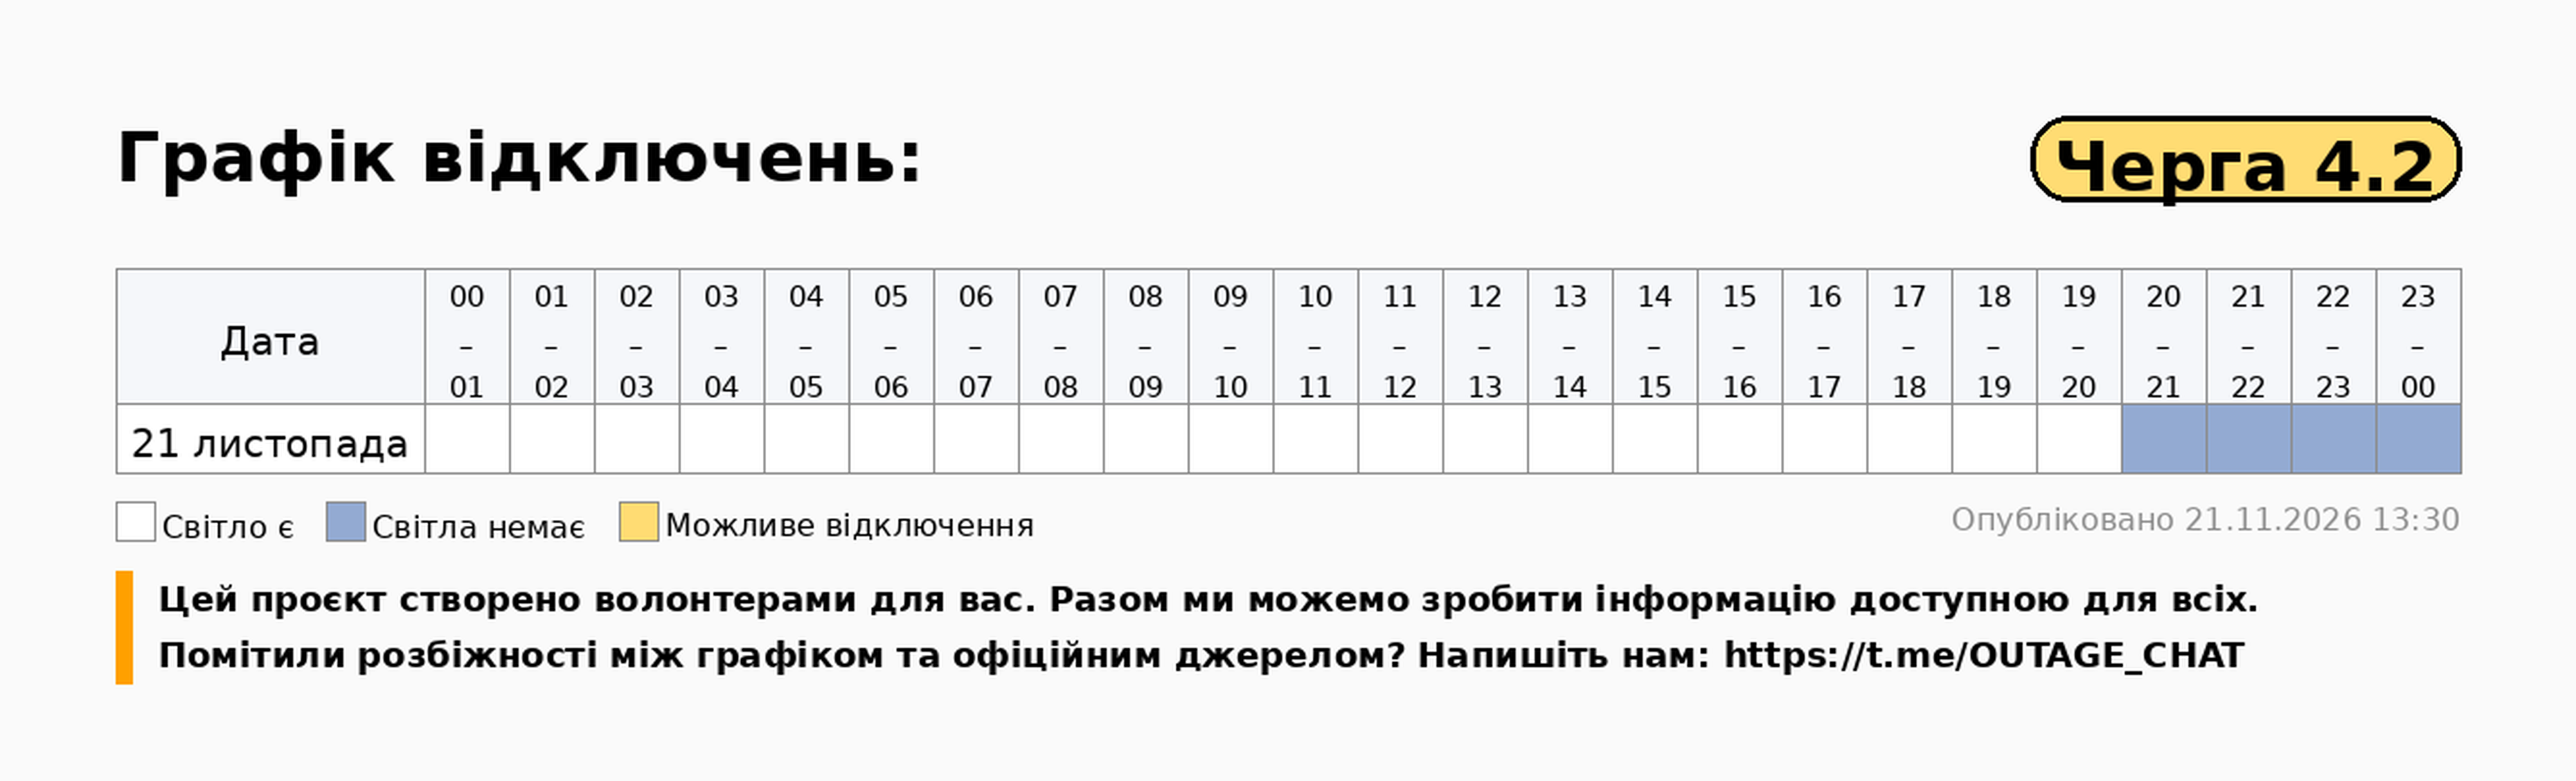 Графік відключень:
Черга 4.2
Дата 00 – 01 01 – 02 02 – 03 03 – 04 04 – 05 05 – 06 06 – 07 07 – 08 08 – 09 09 – 10 10 – 11 11 – 12 12 – 13 13 – 14 14 – 15 15 – 16 16 – 17 17 – 18 18 – 19 19 – 20 20 – 21 21 – 22 22 – 23 23 – 00
21 листопада
Світло є Світла немає Можливе відключення
Опубліковано 21.11.2026 13:30
Цей проєкт створено волонтерами для вас. Разом ми можемо зробити інформацію доступною для всіх.
Помітили розбіжності між графіком та офіційним джерелом? Напишіть нам: https://t.me/OUTAGE_CHAT